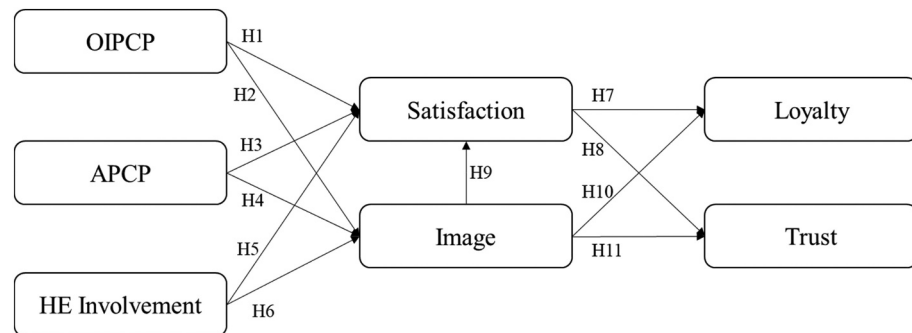 OIPCP
H1
H2
Satisfaction
H7
Loyalty
H3
H8
APCP
H9
H4
H10
Image
Trust
H5
H11
HE Involvement
H6